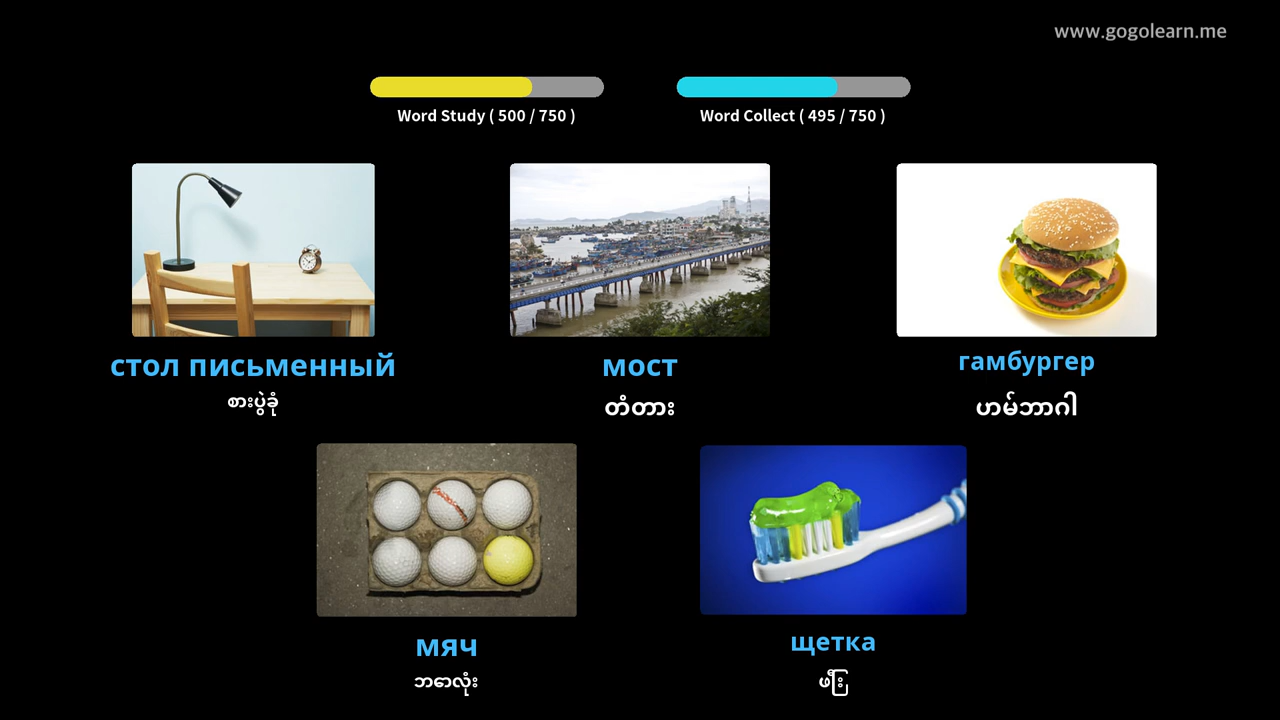 www.gogolearn.me
Word Study ( 500 / 750 )
Word Collect ( 495 / 750 )
стол письменный
စားပွဲခုံ
мост
တံတား
гамбургер
ဟမ်ဘာဂါ
мяч
ဘောလုံး
щетка